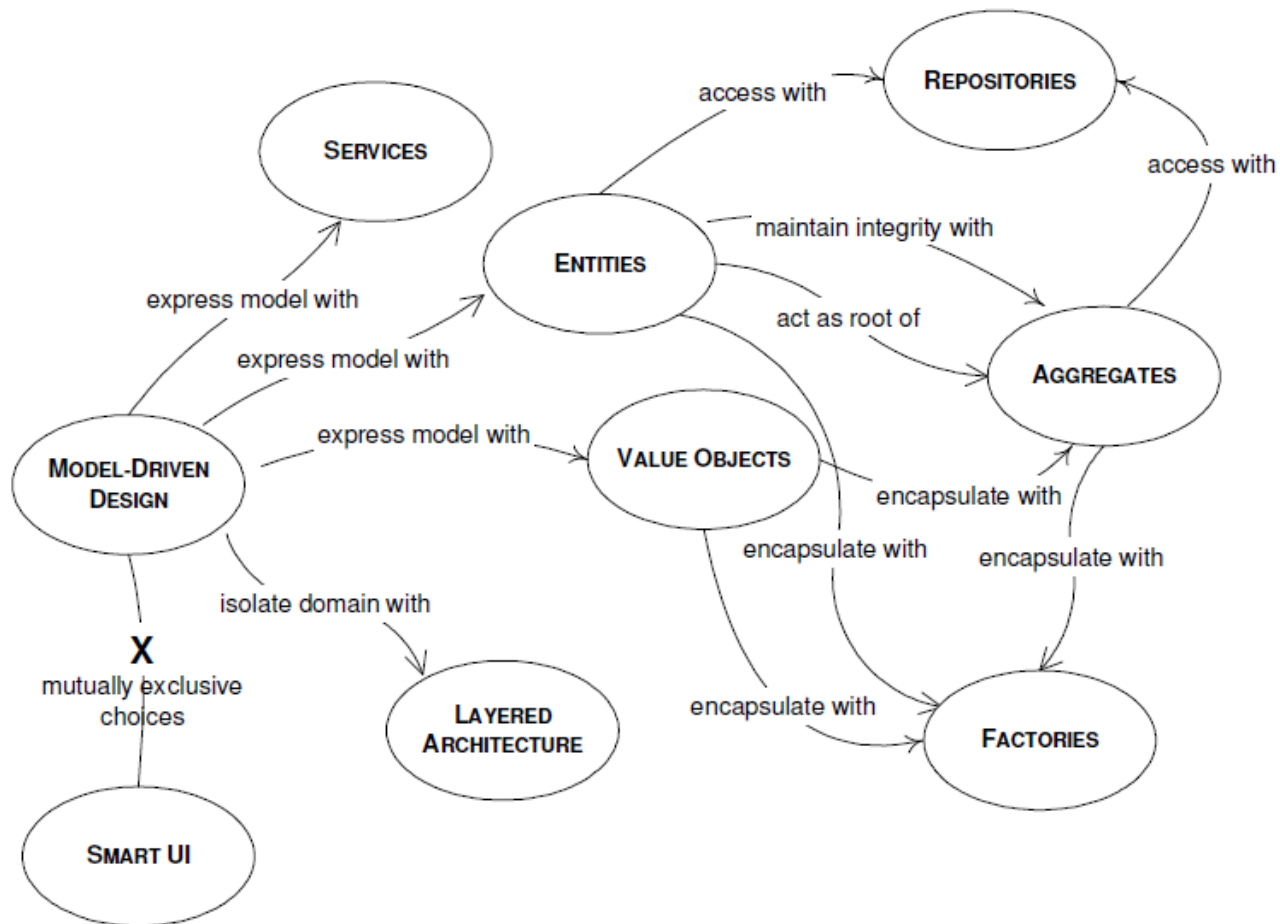 REPOSITORIES
access with
SERVICES
access with
maintain integrity with
ENTITIES
express model with
act as root of
express model with
AGGREGATES
express model with
VALUE OBJECTS
MODEL-DRIVEN
DESIGN
encapsulate with
encapsulate with
encapsulate with
isolate domain with
X
mutually exclusive
choices
encapsulate with
LAYERED
ARCHITECTURE
FACTORIES
SMART UI